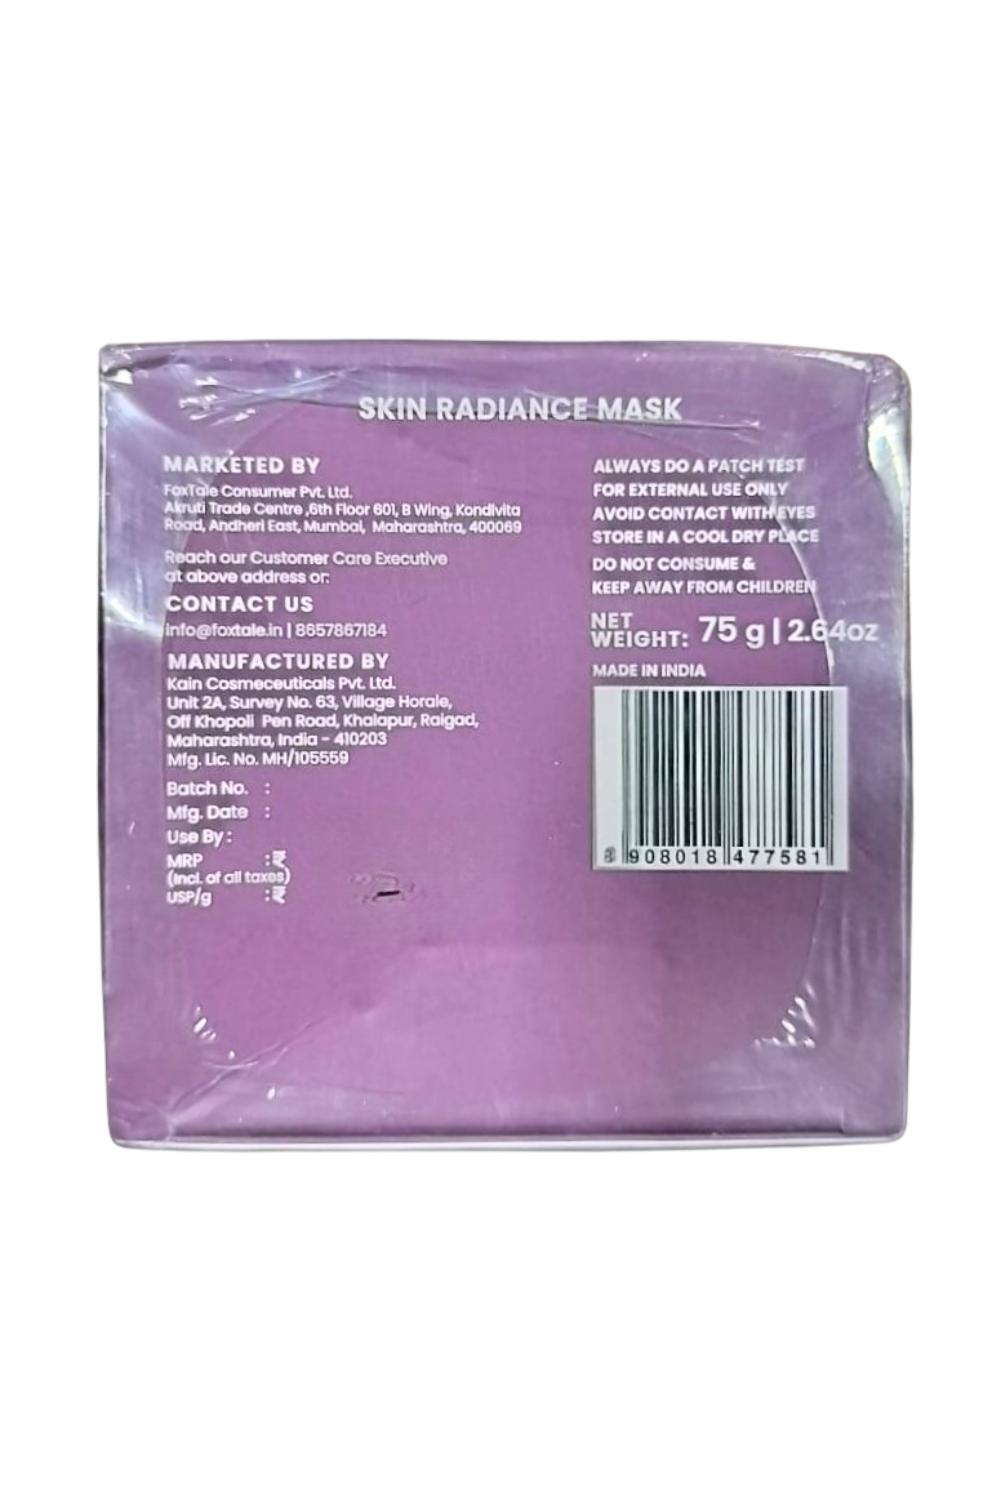 SKIN RADIANCE MASK
MARKETED BY
FoxTale Consumer Pvt. Ltd.
Akruti Trade Centre ,6th Floor 601, B Wing, Kondivita
Road, Andheri East, Mumbai, Maharashtra, 400069
Reach our Customer Care Executive
at above address or:
CONTACT US
info@foxtale.in | 8657867184
MANUFACTURED BY
Kain Cosmeceuticals Pvt. Ltd.
Unit 2A, Survey No. 63, Village Horale,
Off Khopoli Pen Road, Khalapur, Raigad,
Maharashtra, India - 410203
Mfg. Lic. No. MH/105559
Batch No. :
Mfg. Date :
Use By :
MRP :₹
(Incl. of all taxes)
USP/g :₹
ALWAYS DO A PATCH TEST
FOR EXTERNAL USE ONLY
AVOID CONTACT WITH EYES
STORE IN A COOL DRY PLACE
DO NOT CONSUME &
KEEP AWAY FROM CHILDREN
NET
WEIGHT: 75 g | 2.64oz
MADE IN INDIA
8 908018 477581